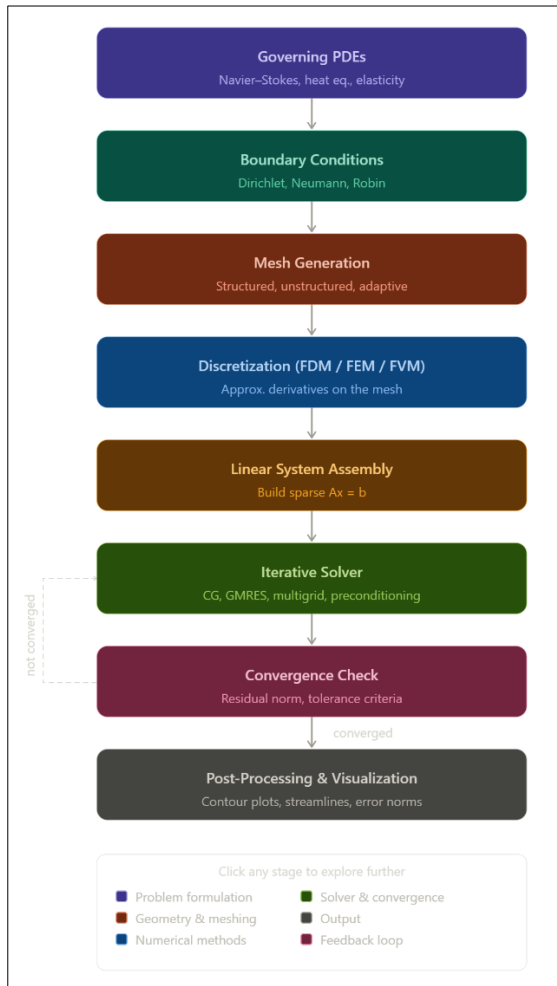 Governing PDEs
Navier–Stokes, heat eq., elasticity
Boundary Conditions
Dirichlet, Neumann, Robin
Mesh Generation
Structured, unstructured, adaptive
Discretization (FDM / FEM / FVM)
Approx. derivatives on the mesh
Linear System Assembly
Build sparse Ax = b
Iterative Solver
CG, GMRES, multigrid, preconditioning
not converged
Convergence Check
Residual norm, tolerance criteria
converged
Post-Processing & Visualization
Contour plots, streamlines, error norms
Click any stage to explore further
Problem formulation
Solver & convergence
Geometry & meshing
Output
Numerical methods
Feedback loop